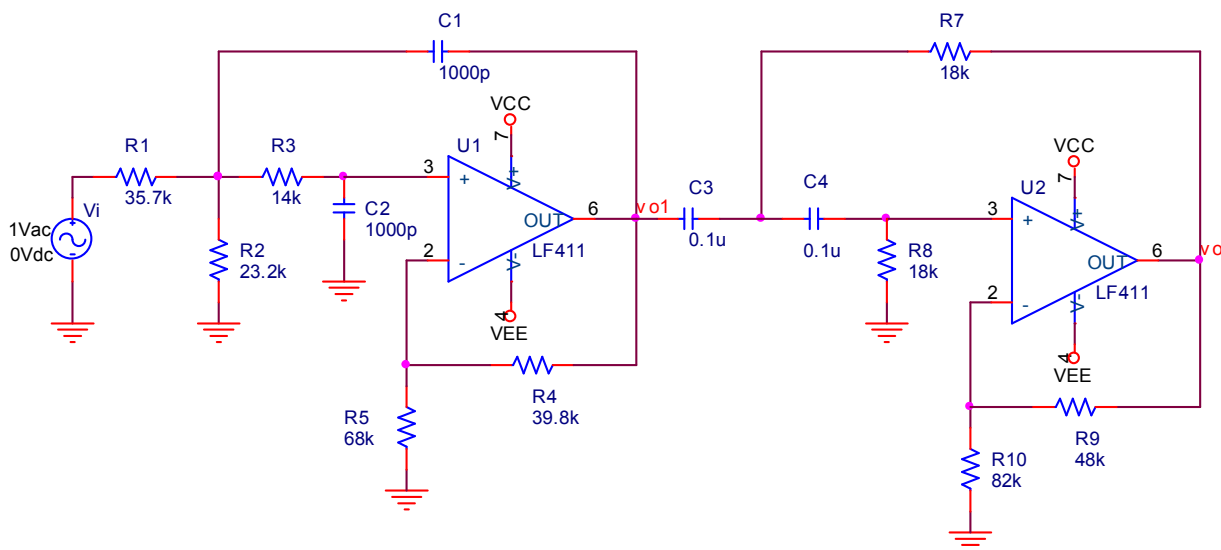 C1
1000p
R7
18k
VCC
7
U1
R1
35.7k
R3
14k
3
+
V+
C2
1000p
OUT
6
vo1
LF411
2
-
V-
4
VEE
Vi
1Vac
0Vdc
+
-
R2
23.2k
C3
0.1u
C4
0.1u
VCC
7
U2
3
+
V+
R8
18k
OUT
6
vo
LF411
2
-
V-
4
VEE
R4
39.8k
R5
68k
R9
48k
R10
82k